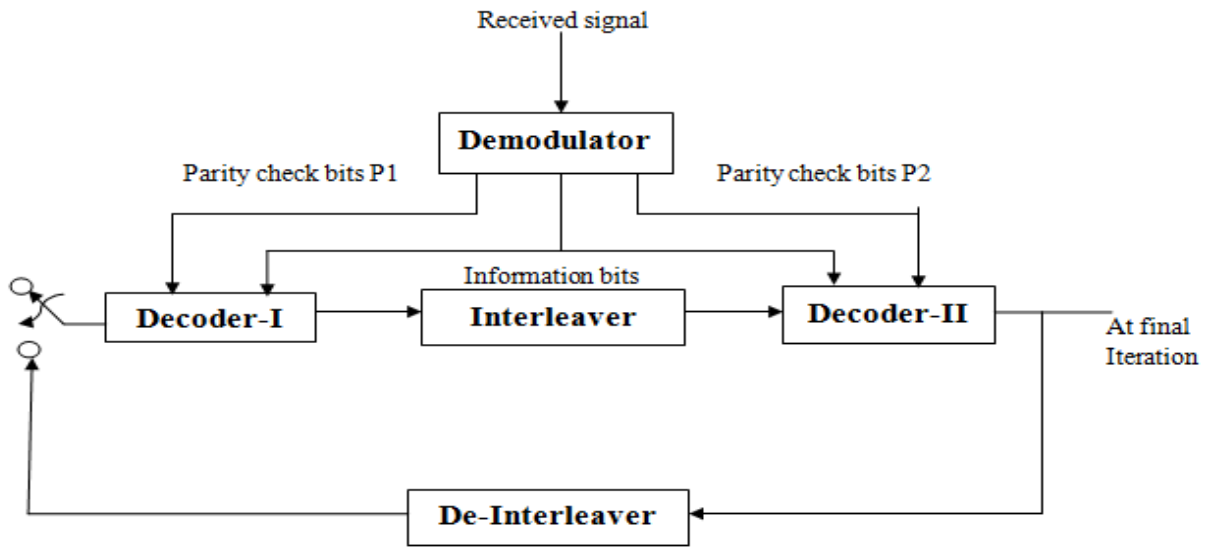 Received signal
Demodulator
Parity check bits P1
Parity check bits P2
Information bits
Decoder-I
Interleaver
Decoder-II
At final
Iteration
De-Interleaver